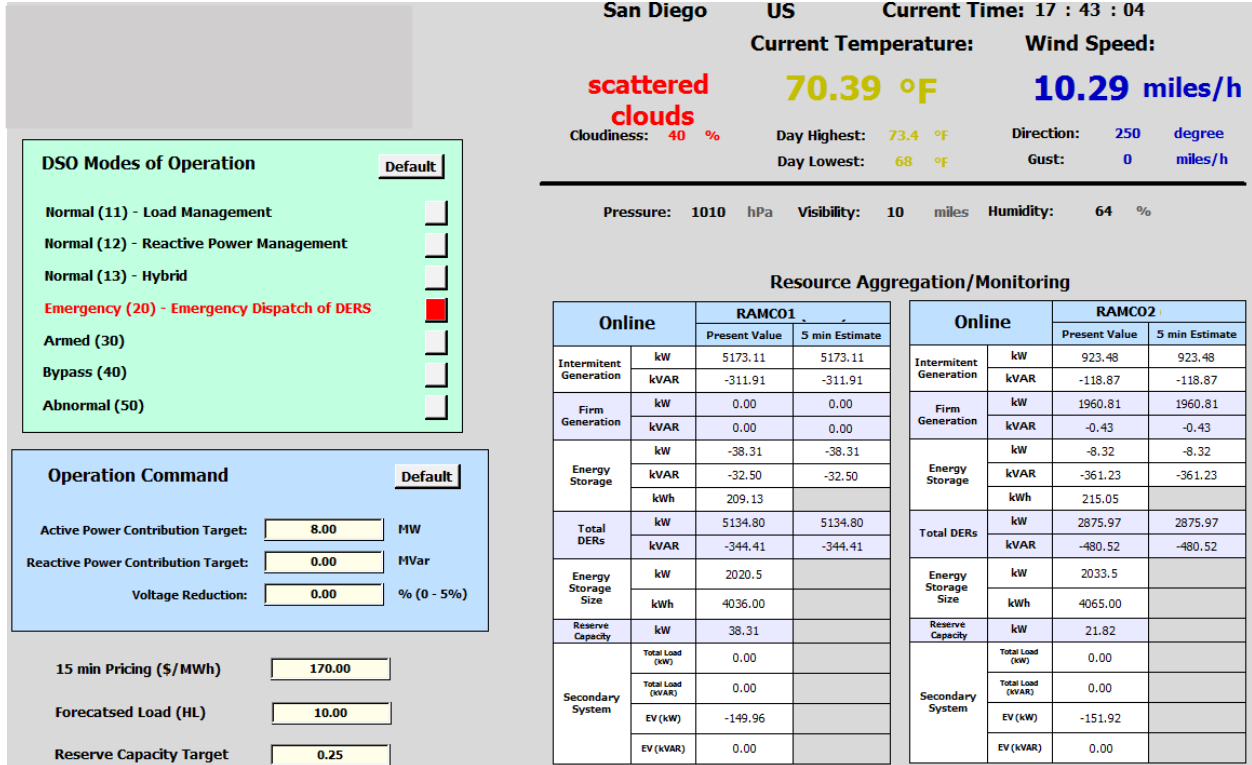 San Diego US Current Time: 17 : 43 : 04
Current Temperature: Wind Speed:
scattered clouds 70.39 °F 10.29 miles/h
Cloudiness: 40 % Day Highest: 73.4 °F Direction: 250 degree
Day Lowest: 68 °F Gust: 0 miles/h
Pressure: 1010 hPa Visibility: 10 miles Humidity: 64 %
DSO Modes of Operation Default
Normal (11) - Load Management
Normal (12) - Reactive Power Management
Normal (13) - Hybrid
Emergency (20) - Emergency Dispatch of DERS
Armed (30)
Bypass (40)
Abnormal (50)
Operation Command Default
Active Power Contribution Target: 8.00 MW
Reactive Power Contribution Target: 0.00 MVar
Voltage Reduction: 0.00 % (0 - 5%)
15 min Pricing ($/MWh) 170.00
Forecatsed Load (HL) 10.00
Reserve Capacity Target 0.25
Resource Aggregation/Monitoring
Online RAMCO1
Present Value 5 min Estimate
Intermitent Generation kW 5173.11 5173.11
kVAR -311.91 -311.91
Firm Generation kW 0.00 0.00
kVAR 0.00 0.00
Energy Storage kW -38.31 -38.31
kVAR -32.50 -32.50
kWh 209.13
Total DERs kW 5134.80 5134.80
kVAR -344.41 -344.41
Energy Storage Size kW 2020.5
kWh 4036.00
Reserve Capacity kW 38.31
Secondary System Total Load (kW) 0.00
Total Load (kVAR) 0.00
EV (kW) -149.96
EV (kVAR) 0.00
Online RAMCO2
Present Value 5 min Estimate
Intermitent Generation kW 923.48 923.48
kVAR -118.87 -118.87
Firm Generation kW 1960.81 1960.81
kVAR -0.43 -0.43
Energy Storage kW -8.32 -8.32
kVAR -361.23 -361.23
kWh 215.05
Total DERs kW 2875.97 2875.97
kVAR -480.52 -480.52
Energy Storage Size kW 2033.5
kWh 4065.00
Reserve Capacity kW 21.82
Secondary System Total Load (kW) 0.00
Total Load (kVAR) 0.00
EV (kW) -151.92
EV (kVAR) 0.00